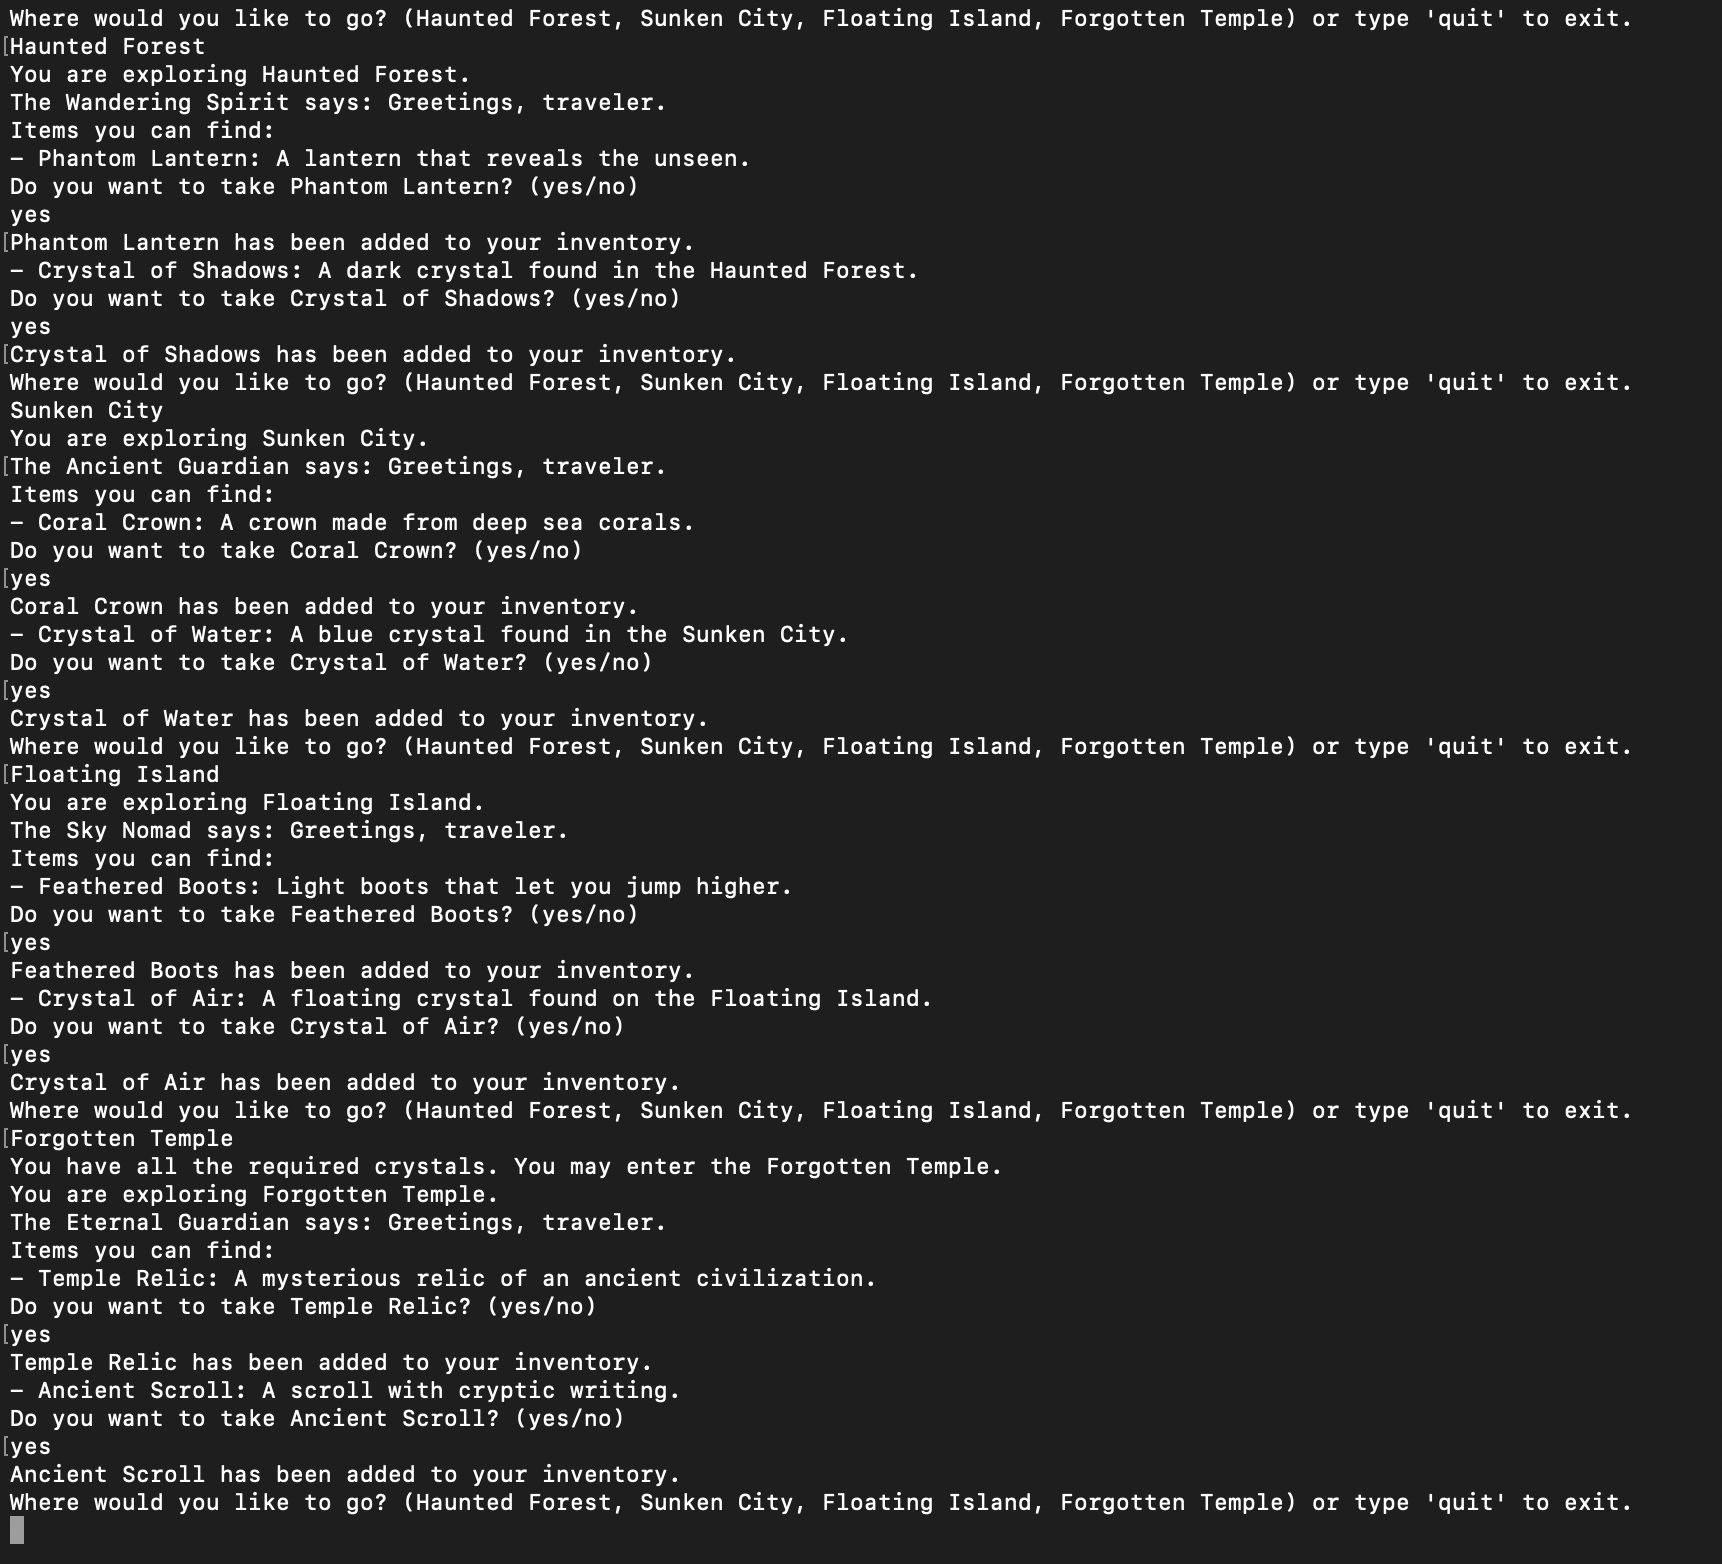 Where would you like to go? (Haunted Forest, Sunken City, Floating Island, Forgotten Temple) or type 'quit' to exit.
[Haunted Forest
You are exploring Haunted Forest.
The Wandering Spirit says: Greetings, traveler.
Items you can find:
– Phantom Lantern: A lantern that reveals the unseen.
Do you want to take Phantom Lantern? (yes/no)
yes
[Phantom Lantern has been added to your inventory.
– Crystal of Shadows: A dark crystal found in the Haunted Forest.
Do you want to take Crystal of Shadows? (yes/no)
yes
[Crystal of Shadows has been added to your inventory.
Where would you like to go? (Haunted Forest, Sunken City, Floating Island, Forgotten Temple) or type 'quit' to exit.
Sunken City
You are exploring Sunken City.
[The Ancient Guardian says: Greetings, traveler.
Items you can find:
– Coral Crown: A crown made from deep sea corals.
Do you want to take Coral Crown? (yes/no)
[yes
Coral Crown has been added to your inventory.
– Crystal of Water: A blue crystal found in the Sunken City.
Do you want to take Crystal of Water? (yes/no)
[yes
Crystal of Water has been added to your inventory.
Where would you like to go? (Haunted Forest, Sunken City, Floating Island, Forgotten Temple) or type 'quit' to exit.
[Floating Island
You are exploring Floating Island.
The Sky Nomad says: Greetings, traveler.
Items you can find:
– Feathered Boots: Light boots that let you jump higher.
Do you want to take Feathered Boots? (yes/no)
[yes
Feathered Boots has been added to your inventory.
– Crystal of Air: A floating crystal found on the Floating Island.
Do you want to take Crystal of Air? (yes/no)
[yes
Crystal of Air has been added to your inventory.
Where would you like to go? (Haunted Forest, Sunken City, Floating Island, Forgotten Temple) or type 'quit' to exit.
[Forgotten Temple
You have all the required crystals. You may enter the Forgotten Temple.
You are exploring Forgotten Temple.
The Eternal Guardian says: Greetings, traveler.
Items you can find:
– Temple Relic: A mysterious relic of an ancient civilization.
Do you want to take Temple Relic? (yes/no)
[yes
Temple Relic has been added to your inventory.
– Ancient Scroll: A scroll with cryptic writing.
Do you want to take Ancient Scroll? (yes/no)
[yes
Ancient Scroll has been added to your inventory.
Where would you like to go? (Haunted Forest, Sunken City, Floating Island, Forgotten Temple) or type 'quit' to exit.